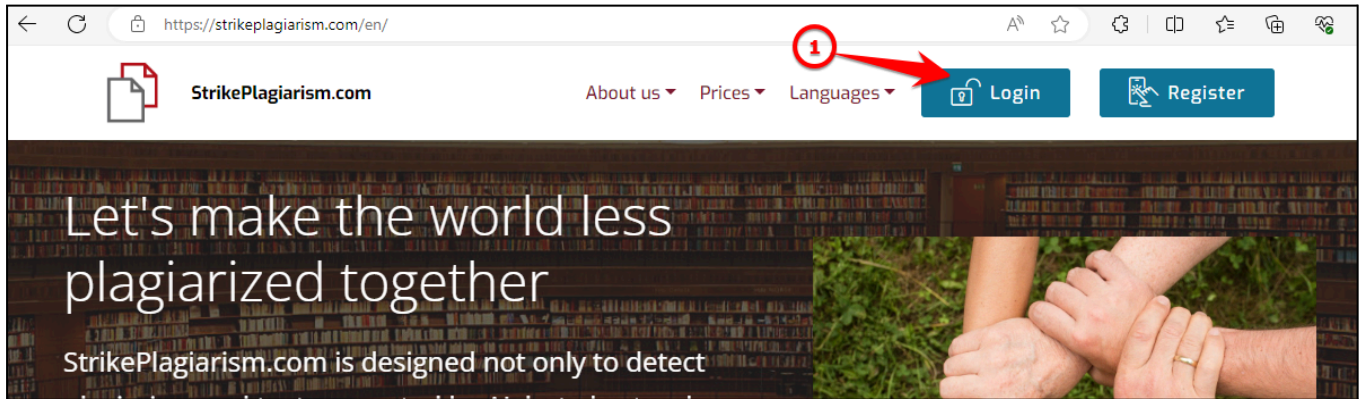 https://strikeplagiarism.com/en/
1
StrikePlagiarism.com
About us
Prices
Languages
Login
Register
Let's make the world less
plagiarized together
StrikePlagiarism.com is designed not only to detect